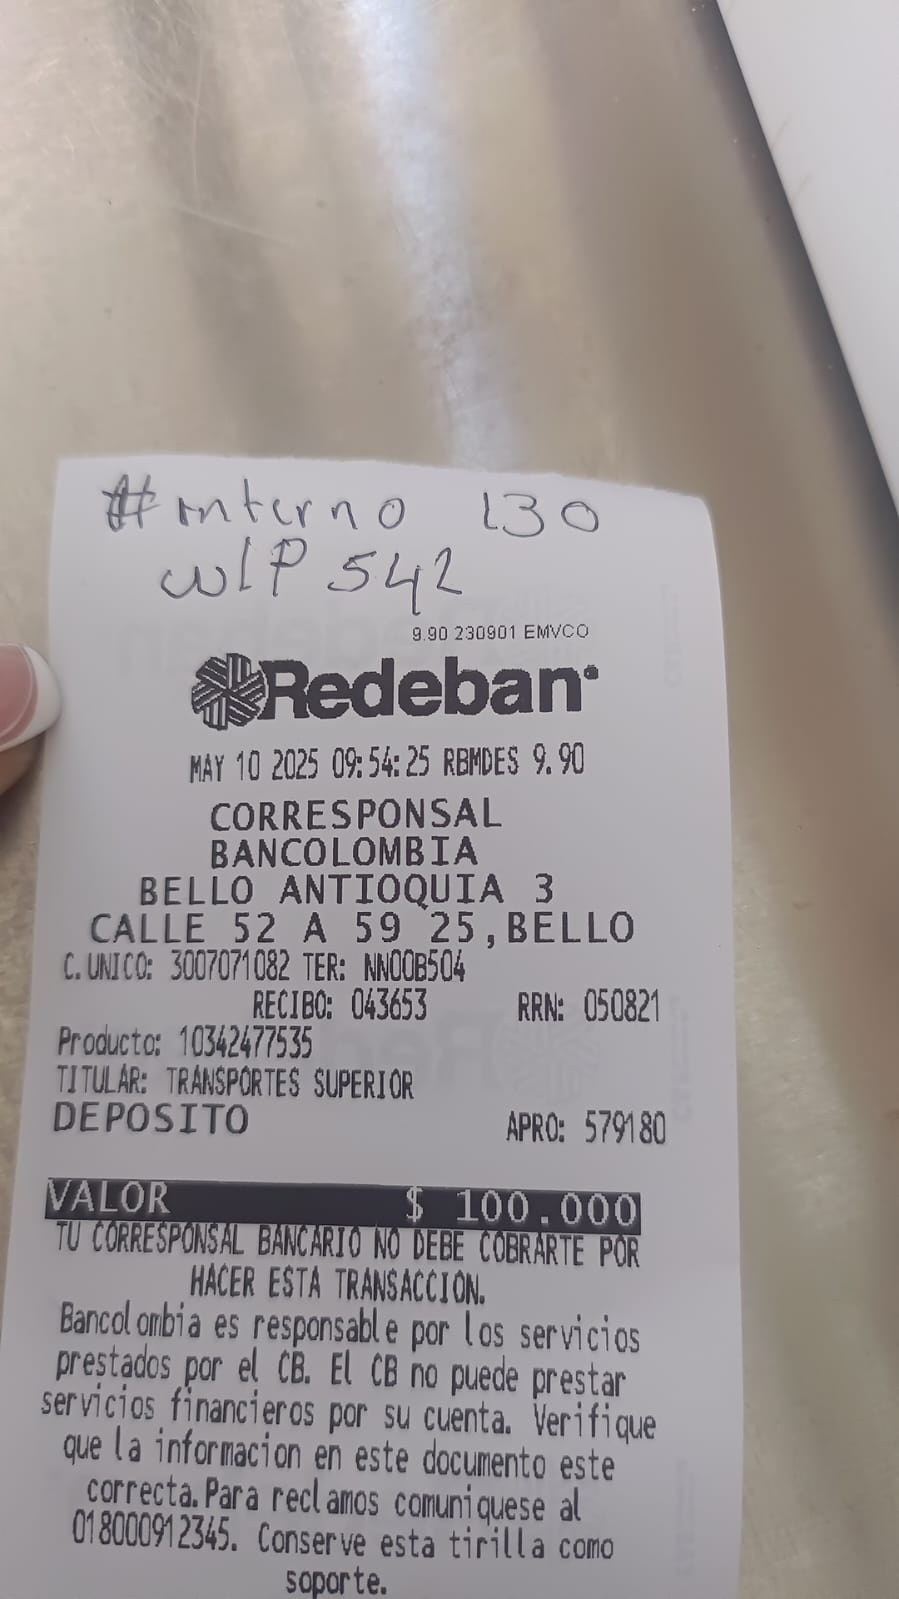 #interno 130
WLP 542
9.90 230901 EMVCO
Redeban
MAY 10 2025 09:54:25 RBMDES 9.90
CORRESPONSAL
BANCOLOMBIA
BELLO ANTIOQUIA 3
CALLE 52 A 59 25,BELLO
C.UNICO: 3007071082 TER: NN00B504
RECIBO: 043653 RRN: 050821
Producto: 10342477535
TITULAR: TRANSPORTES SUPERIOR
DEPOSITO APRO: 579180
VALOR $ 100.000
TU CORRESPONSAL BANCARIO NO DEBE COBRARTE POR
HACER ESTA TRANSACCION.
Bancolombia es responsable por los servicios
prestados por el CB. El CB no puede prestar
servicios financieros por su cuenta. Verifique
que la informacion en este documento este
correcta.Para reclamos comuniquese al
018000912345. Conserve esta tirilla como
soporte.